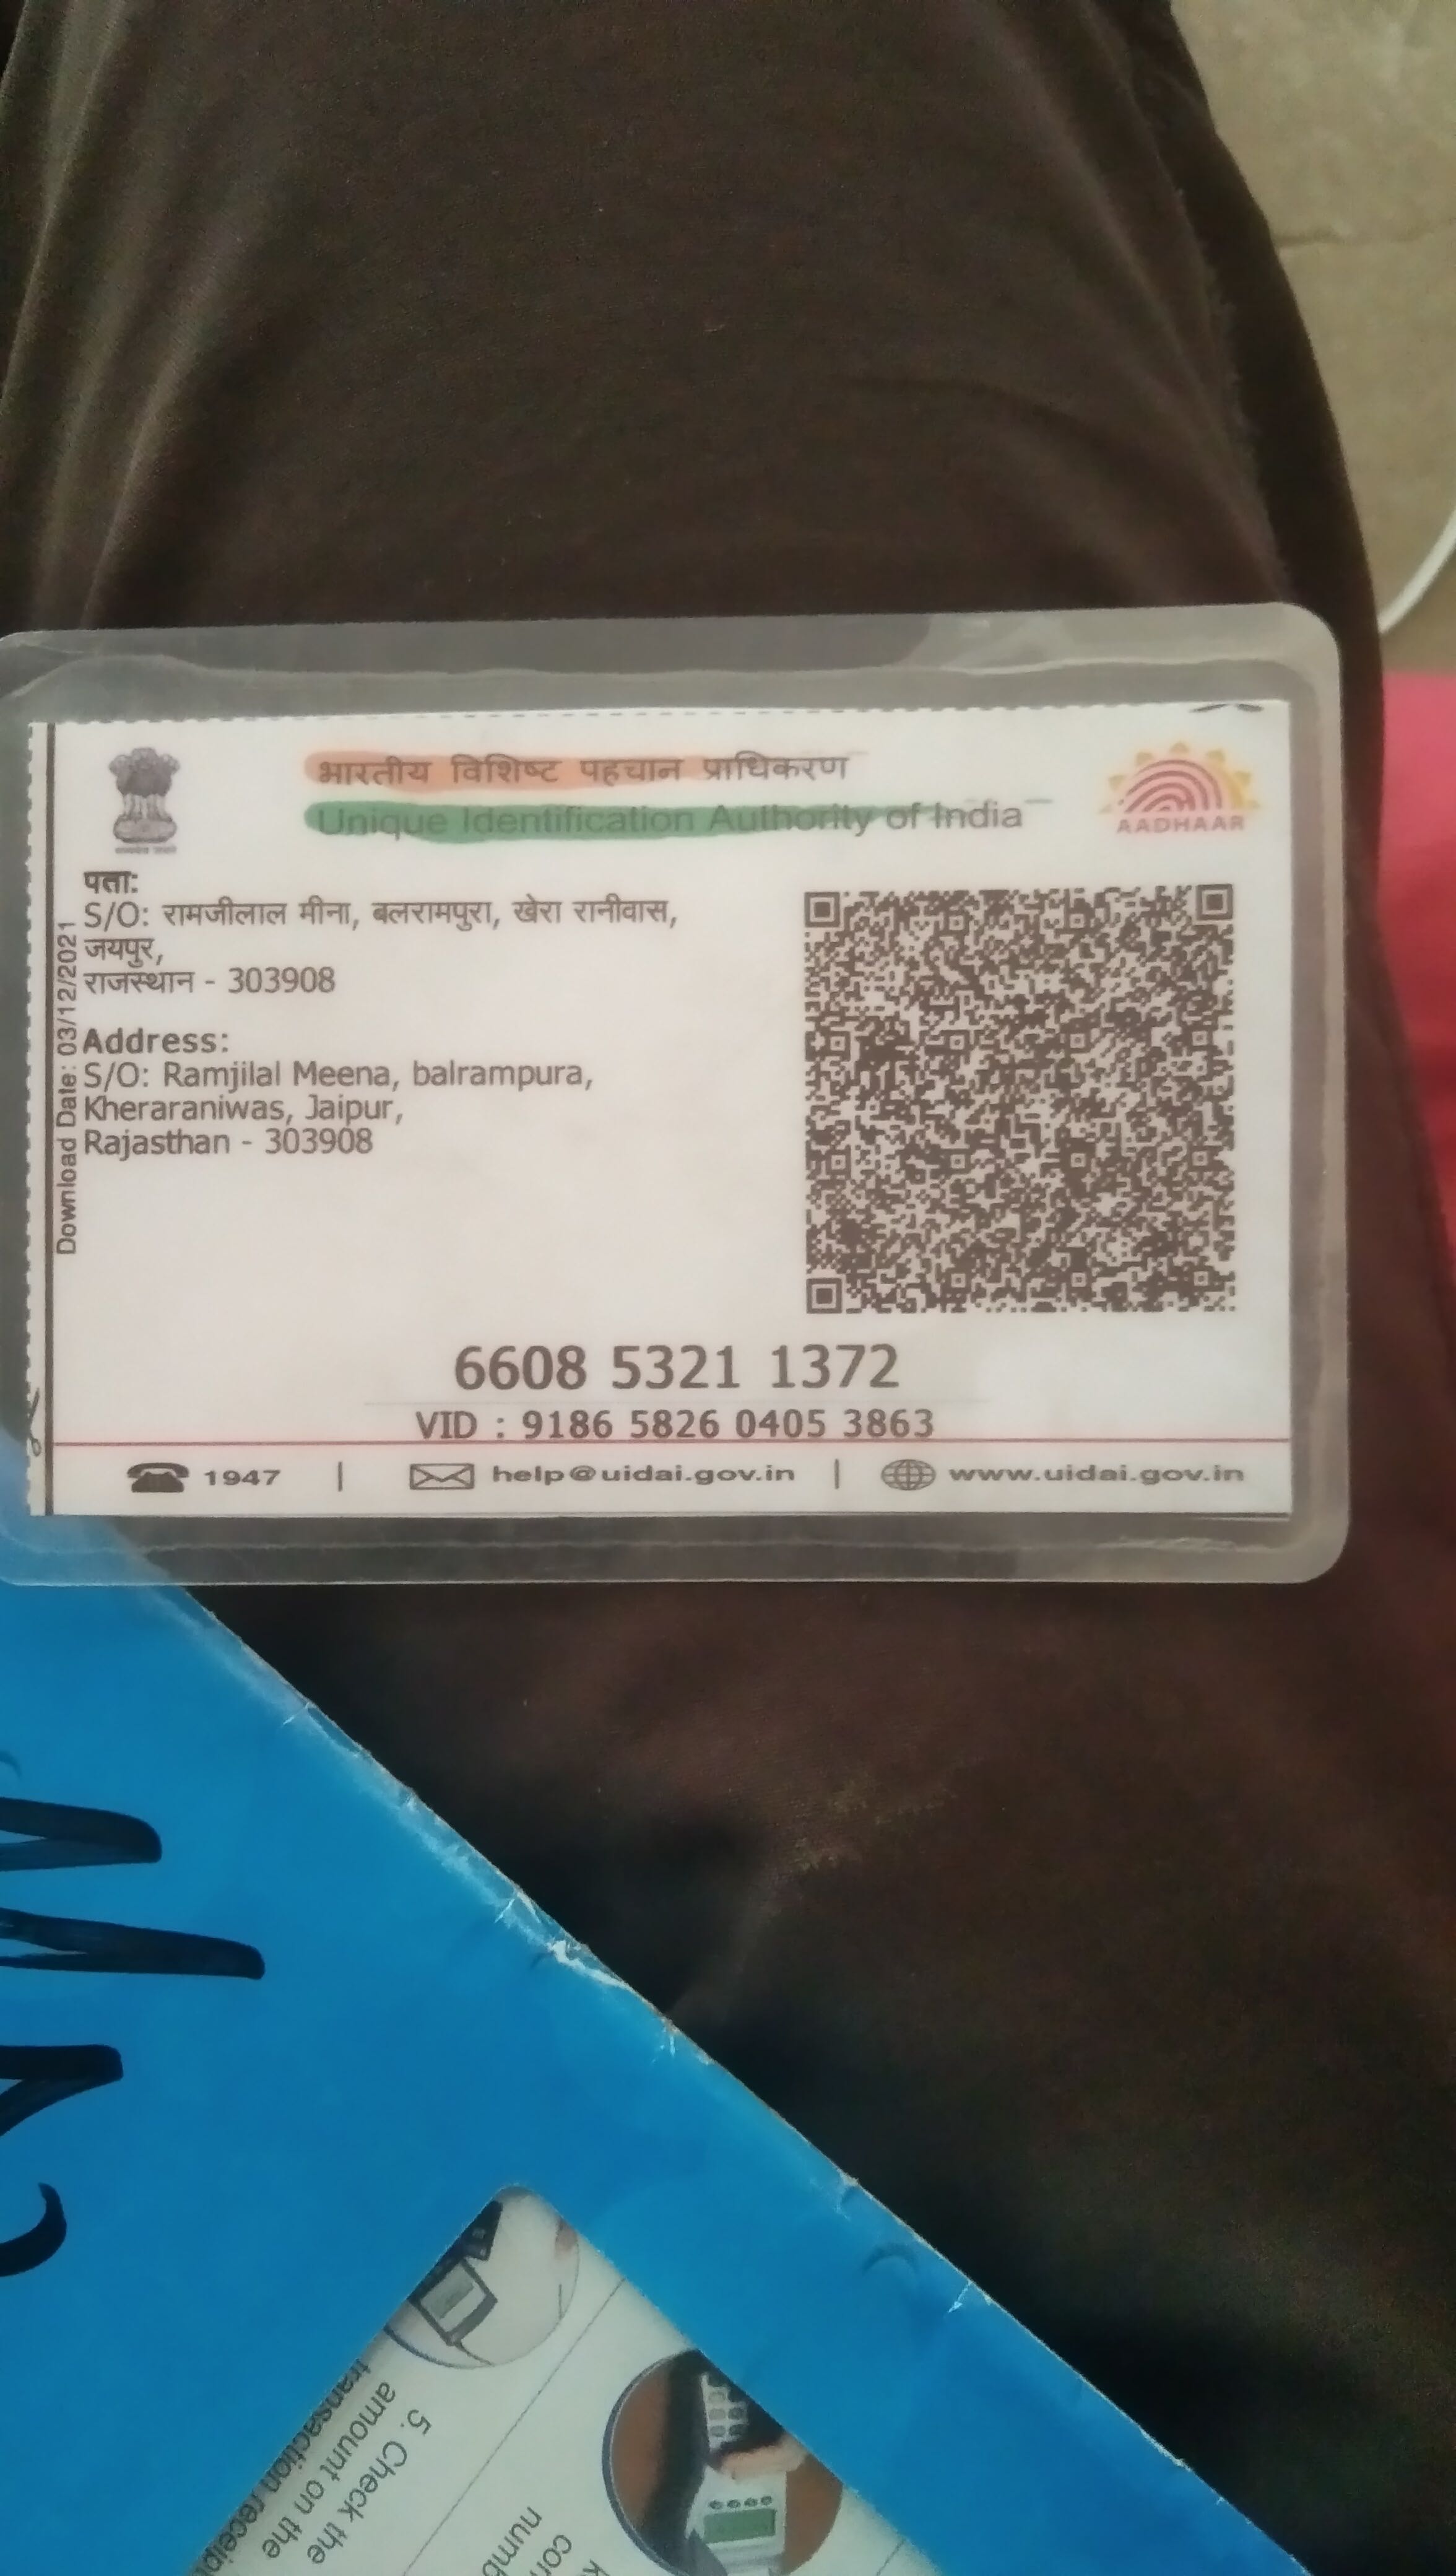 भारतीय विशिष्ट पहचान प्राधिकरण
Unique Identification Authority of India
AADHAAR
Download Date: 03/12/2021
पता:
S/O: रामजीलाल मीना, बलरामपुरा, खेरा रानीवास,
जयपुर,
राजस्थान - 303908
Address:
S/O: Ramjilal Meena, balrampura,
Kheraraniwas, Jaipur,
Rajasthan - 303908
6608 5321 1372
VID : 9186 5826 0405 3863
1947 | help@uidai.gov.in | www.uidai.gov.in
5. Check the
amount on the
transaction receipt